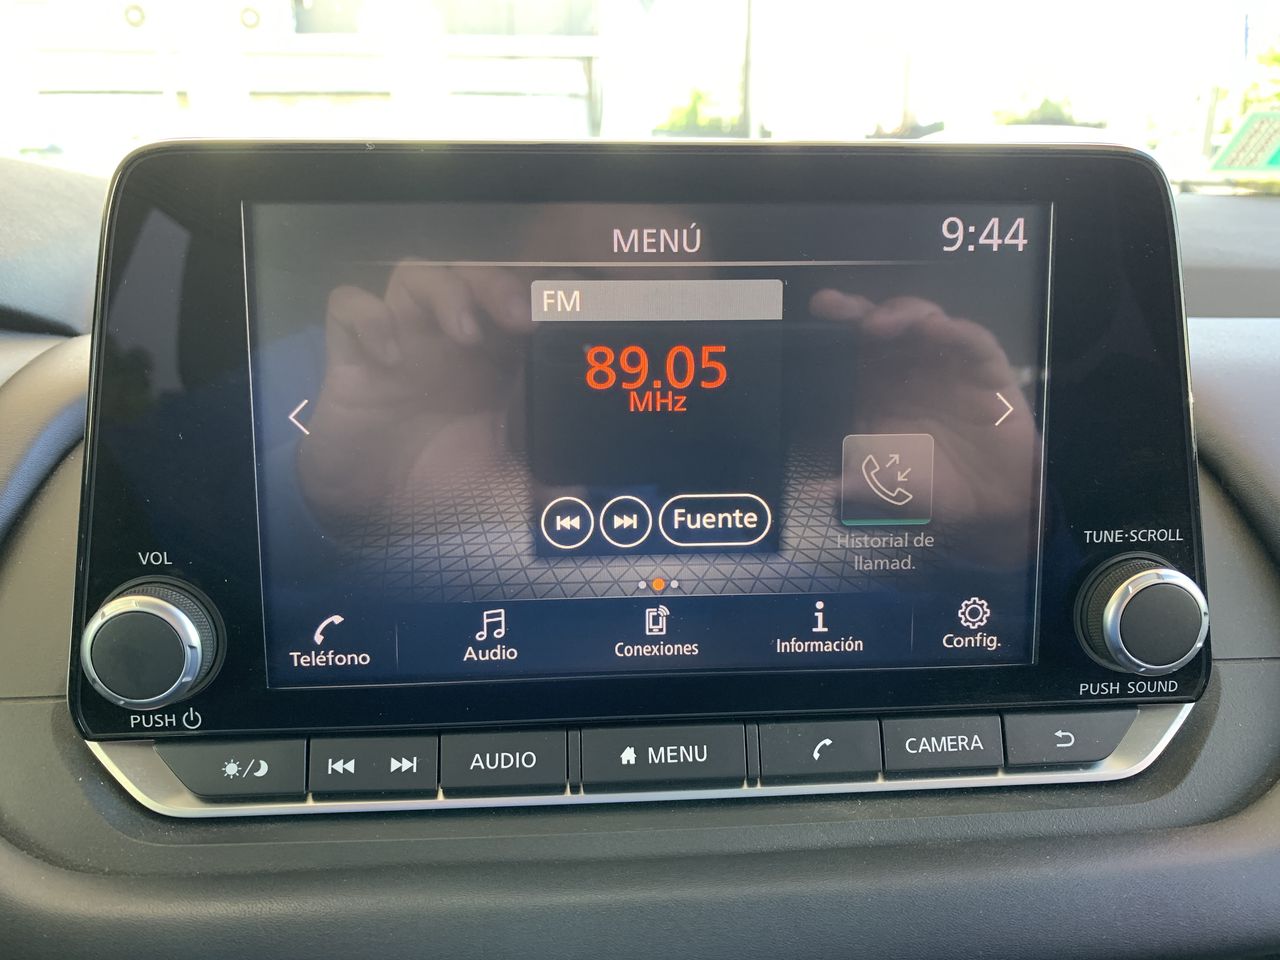 MENÚ
9:44
FM
89.05
MHz
Fuente
Historial de
llamad.
Teléfono
Audio
Conexiones
Información
Config.
VOL
PUSH
TUNE·SCROLL
PUSH SOUND
AUDIO
MENU
CAMERA